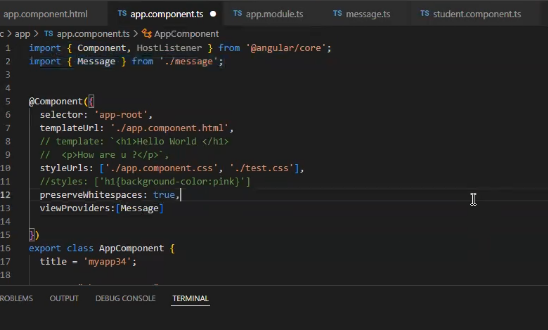 app.component.html
TS app.component.ts
TS app.module.ts
TS message.ts
TS student.component.ts
c > app > TS app.component.ts > AppComponent
1 import { Component, HostListener } from '@angular/core';
2 import { Message } from './message';
3
4
5 @Component({
6 selector: 'app-root',
7 templateUrl: './app.component.html',
8 // template: `<h1>Hello World </h1>
9 // <p>How are u ?</p>`,
10 styleUrls: ['./app.component.css', './test.css'],
11 //styles: ['h1{background-color:pink}']
12 preserveWhitespaces: true,
13 viewProviders:[Message]
14
15 })
16 export class AppComponent {
17 title = 'myapp34';
18
ROBLEMS OUTPUT DEBUG CONSOLE TERMINAL